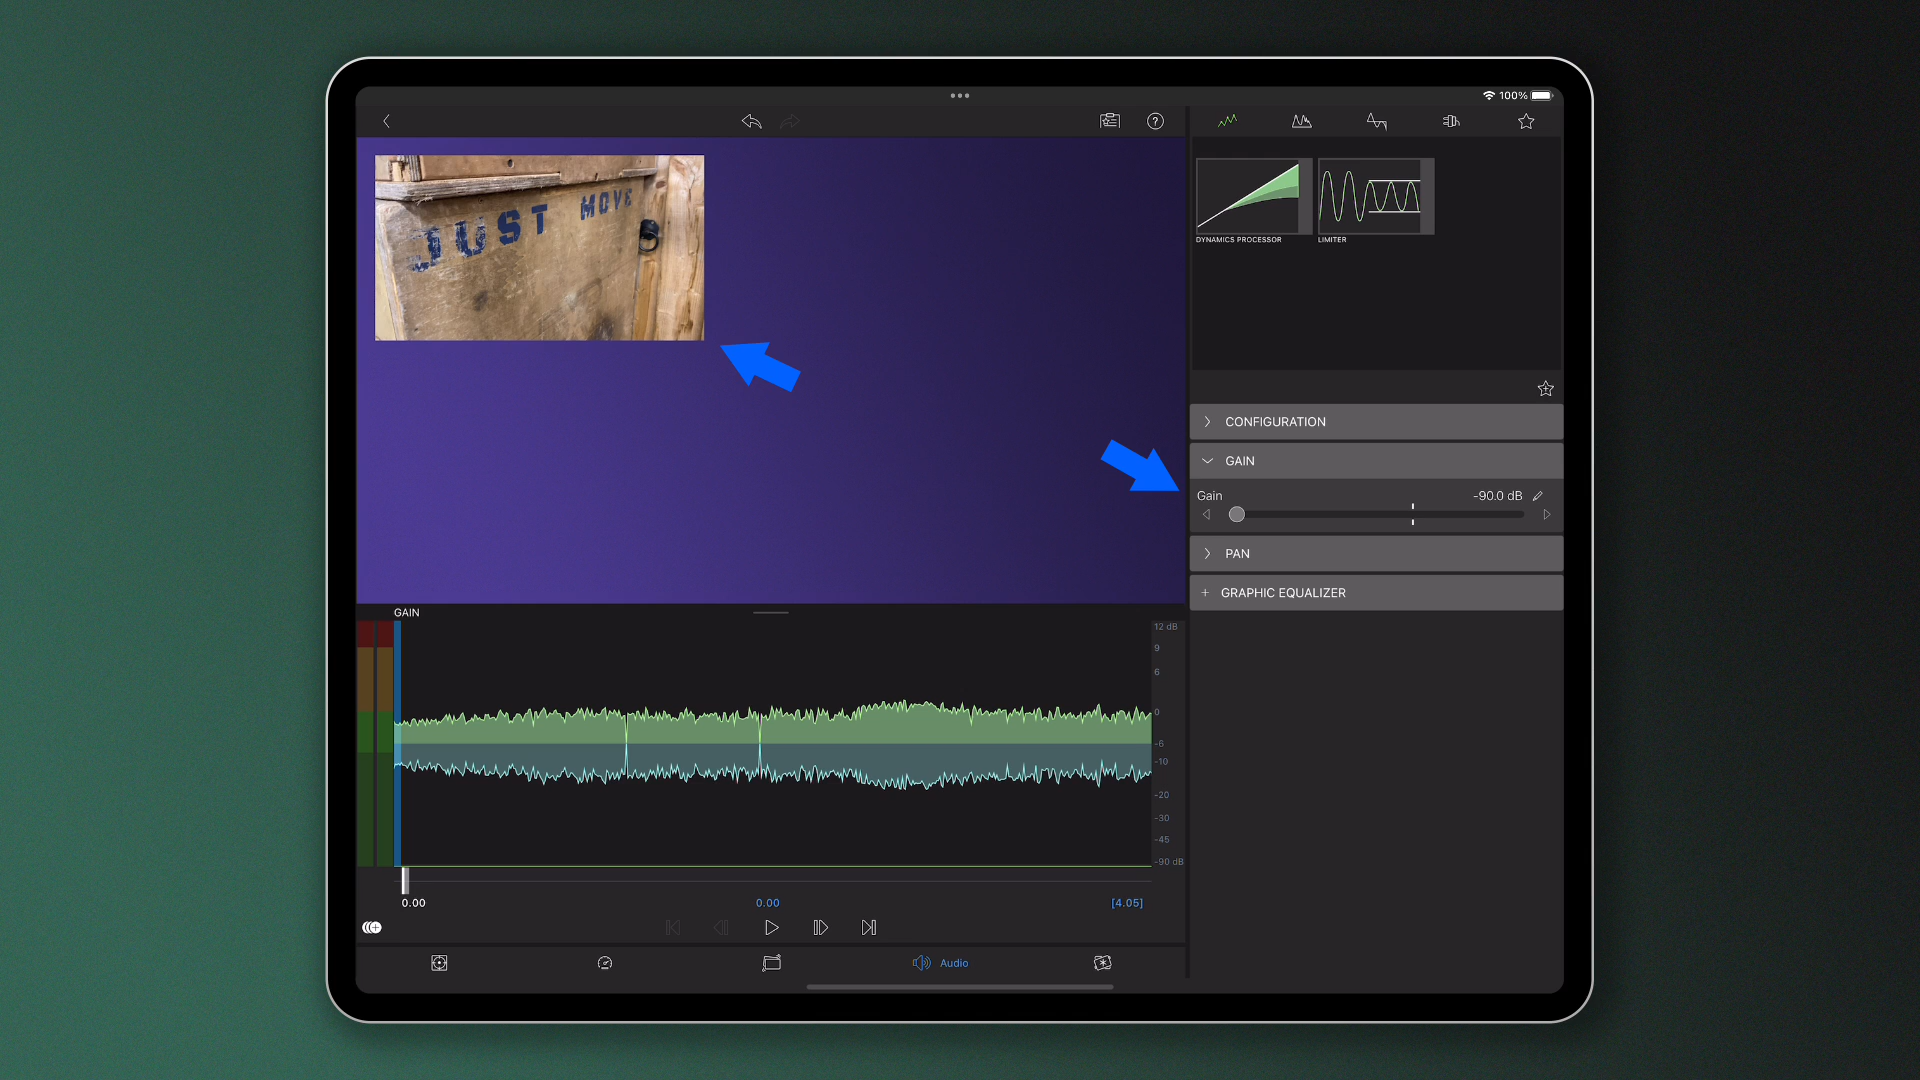 100%
?
JUST MOVE
DYNAMICS PROCESSOR
LIMITER
CONFIGURATION
GAIN
Gain
-90.0 dB
PAN
+ GRAPHIC EQUALIZER
GAIN
12 dB
9
6
0
-6
-10
-20
-30
-45
-90 dB
0.00
0.00
[4.05]
Audio